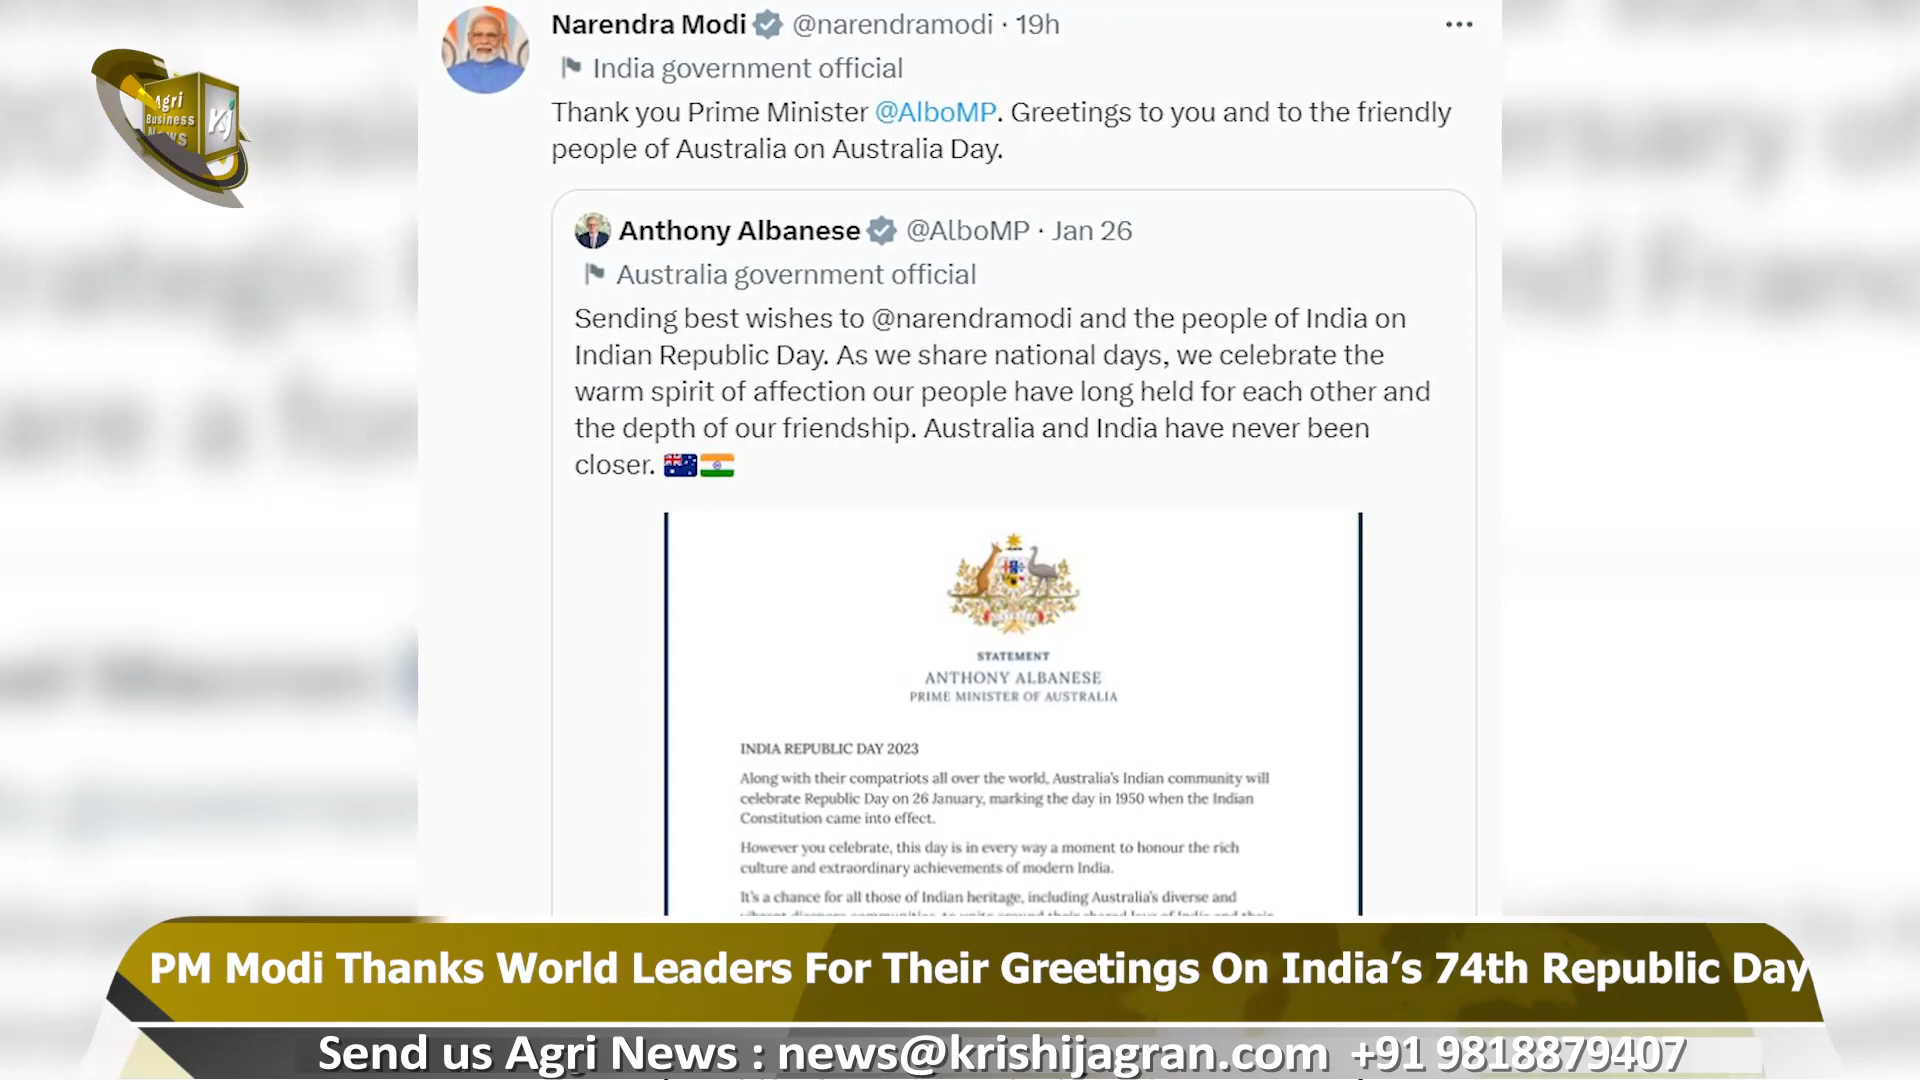 Narendra Modi @narendramodi · 19h
India government official
Thank you Prime Minister @AlboMP. Greetings to you and to the friendly
people of Australia on Australia Day.
Anthony Albanese @AlboMP · Jan 26
Australia government official
Sending best wishes to @narendramodi and the people of India on
Indian Republic Day. As we share national days, we celebrate the
warm spirit of affection our people have long held for each other and
the depth of our friendship. Australia and India have never been
closer.
STATEMENT
ANTHONY ALBANESE
PRIME MINISTER OF AUSTRALIA
INDIA REPUBLIC DAY 2023
Along with their compatriots all over the world, Australia's Indian community will
celebrate Republic Day on 26 January, marking the day in 1950 when the Indian
Constitution came into effect.
However you celebrate, this day is in every way a moment to honour the rich
culture and extraordinary achievements of modern India.
It's a chance for all those of Indian heritage, including Australia's diverse and
Agri
Business
News
KJ
PM Modi Thanks World Leaders For Their Greetings On India's 74th Republic Day
Send us Agri News : news@krishijagran.com +91 9818879407